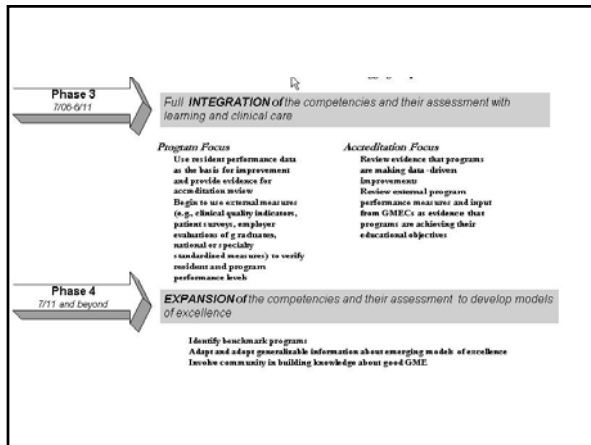 Phase 3
7/06-6/11
Full INTEGRATION of the competencies and their assessment with
learning and clinical care
Program Focus
Use resident performance data
as the basis for improvement
and provide evidence for
accreditation review
Begin to use external measures
(e.g., clinical quality indicators,
patient surveys, employer
evaluations of graduates,
national or specialty
standardized measures) to verify
resident and program
performance levels
Accreditation Focus
Review evidence that programs
are making data-driven
improvements
Review external program
performance measures and input
from GMECs as evidence that
programs are achieving their
educational objectives
Phase 4
7/11 and beyond
EXPANSION of the competencies and their assessment to develop models
of excellence
Identify benchmark programs
Adapt and adopt generalizable information about emerging models of excellence
Involve community in building knowledge about good GME